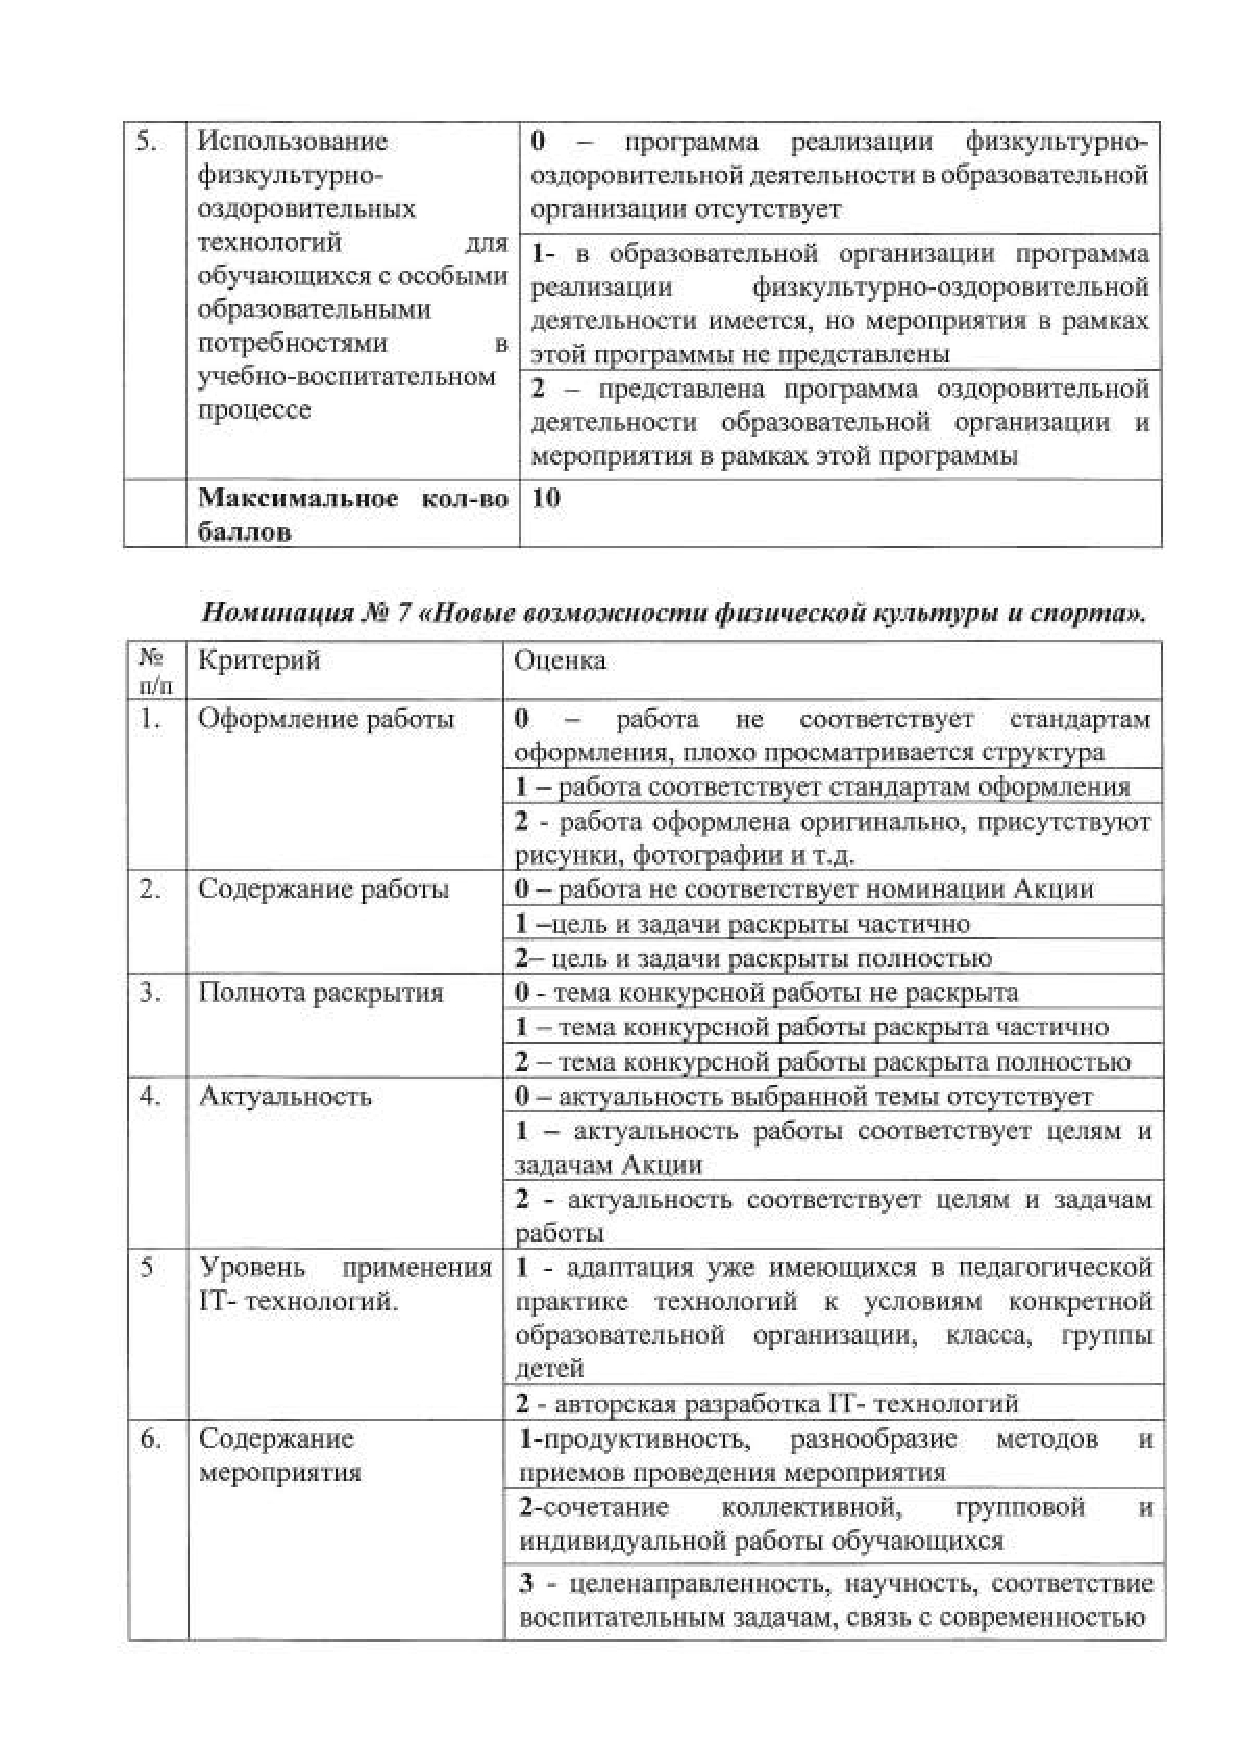 5.
Использование
физкультурно-
оздоровительных
технологий для
обучающихся с особыми
образовательными
потребностями в
учебно-воспитательном
процессе
0 – программа реализации физкультурно-
оздоровительной деятельности в образовательной
организации отсутствует
1- в образовательной организации программа
реализации физкультурно-оздоровительной
деятельности имеется, но мероприятия в рамках
этой программы не представлены
2 – представлена программа оздоровительной
деятельности образовательной организации и
мероприятия в рамках этой программы
Максимальное кол-во
баллов
10
Номинация № 7 «Новые возможности физической культуры и спорта».
№
п/п
Критерий
Оценка
1.
Оформление работы
0 – работа не соответствует стандартам
оформления, плохо просматривается структура
1 – работа соответствует стандартам оформления
2 - работа оформлена оригинально, присутствуют
рисунки, фотографии и т.д.
2.
Содержание работы
0 – работа не соответствует номинации Акции
1 –цель и задачи раскрыты частично
2– цель и задачи раскрыты полностью
3.
Полнота раскрытия
0 - тема конкурсной работы не раскрыта
1 – тема конкурсной работы раскрыта частично
2 – тема конкурсной работы раскрыта полностью
4.
Актуальность
0 – актуальность выбранной темы отсутствует
1 – актуальность работы соответствует целям и
задачам Акции
2 - актуальность соответствует целям и задачам
работы
5
Уровень применения
IT- технологий.
1 - адаптация уже имеющихся в педагогической
практике технологий к условиям конкретной
образовательной организации, класса, группы
детей
2 - авторская разработка IT- технологий
6.
Содержание
мероприятия
1-продуктивность, разнообразие методов и
приемов проведения мероприятия
2-сочетание коллективной, групповой и
индивидуальной работы обучающихся
3 - целенаправленность, научность, соответствие
воспитательным задачам, связь с современностью